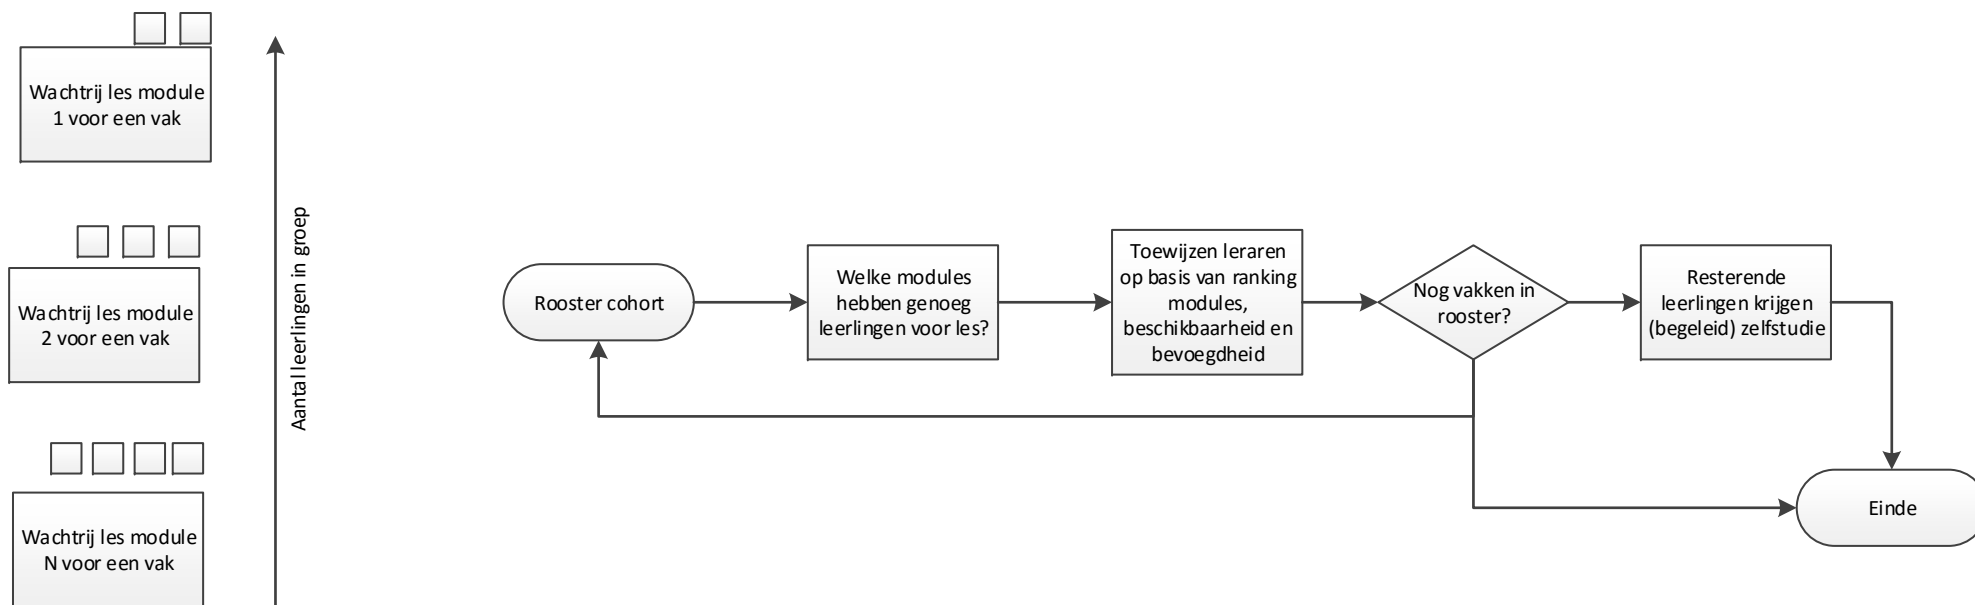 Wachtrij les module
1 voor een vak
Wachtrij les module
2 voor een vak
Wachtrij les module
N voor een vak
Aantal leerlingen in groep
Rooster cohort
Welke modules
hebben genoeg
leerlingen voor les?
Toewijzen leraren
op basis van ranking
modules,
beschikbaarheid en
bevoegdheid
Nog vakken in
rooster?
Resterende
leerlingen krijgen
(begeleid) zelfstudie
Einde